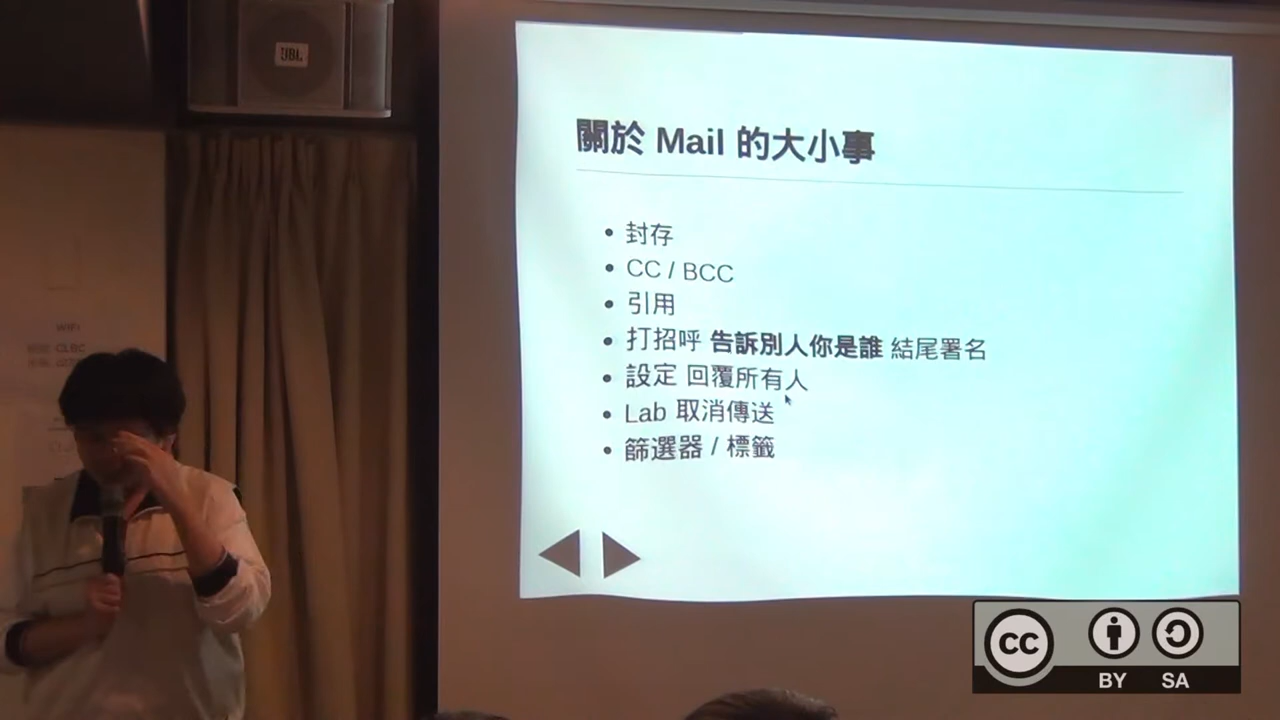 JBL
關於 Mail 的大小事
封存
CC / BCC
引用
打招呼 告訴別人你是誰 結尾署名
設定 回覆所有人
Lab 取消傳送
篩選器 / 標籤
WIFI
CLBC
cc
BY SA